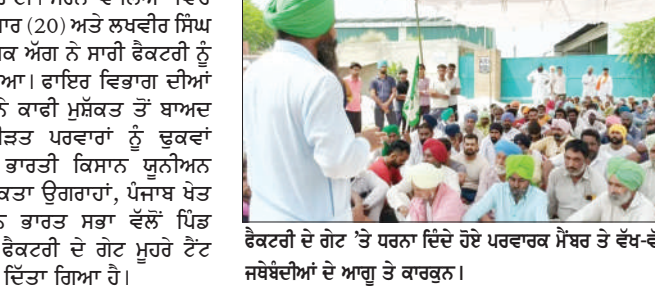 ਾਰ (20) ਅਤੇ ਲਖਵੀਰ ਸਿੰਘ
ਕ ਅੱਗ ਨੇ ਸਾਰੀ ਫੈਕਟਰੀ ਨੂੰ
ਆ। ਫਾਇਰ ਵਿਭਾਗ ਦੀਆਂ
ਨੇ ਕਾਫੀ ਮੁਸ਼ੱਕਤ ਤੋਂ ਬਾਅਦ
ੜਤ ਪਰਵਾਰਾਂ ਨੂੰ ਢੁਕਵਾਂ
ਭਾਰਤੀ ਕਿਸਾਨ ਯੂਨੀਅਨ
ਕਤਾ ਉਗਰਾਹਾਂ, ਪੰਜਾਬ ਖੇਤ
ਨ ਭਾਰਤ ਸਭਾ ਵੱਲੋਂ ਪਿੰਡ
ਫੈਕਟਰੀ ਦੇ ਗੇਟ ਮੂਹਰੇ ਟੈਂਟ
ਦਿੱਤਾ ਗਿਆ ਹੈ।
ਫੈਕਟਰੀ ਦੇ ਗੇਟ 'ਤੇ ਧਰਨਾ ਦਿੰਦੇ ਹੋਏ ਪਰਵਾਰਕ ਮੈਂਬਰ ਤੇ ਵੱਖ-ਵੱ
ਜਥੇਬੰਦੀਆਂ ਦੇ ਆਗੂ ਤੇ ਕਾਰਕੁਨ।